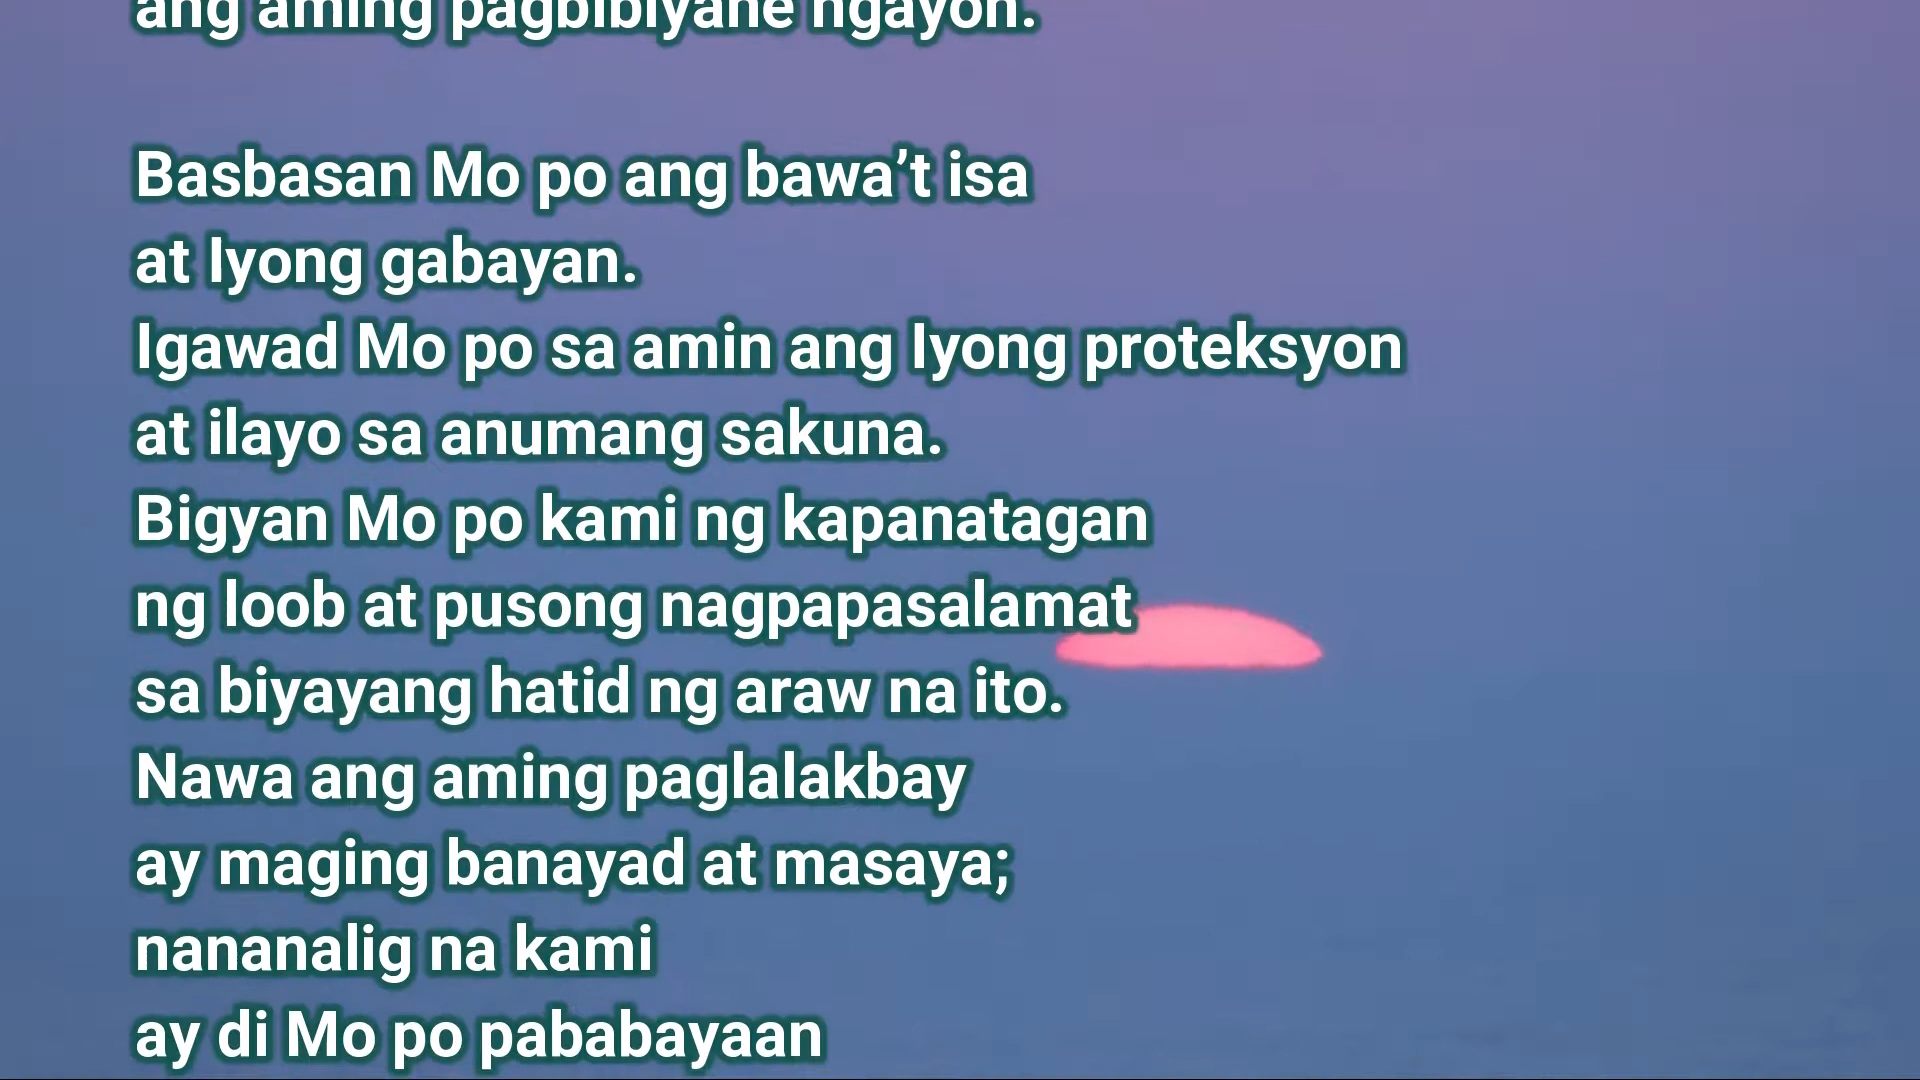 ang aming pagbibiyahe ngayon.
Basbasan Mo po ang bawa’t isa
at Iyong gabayan.
Igawad Mo po sa amin ang Iyong proteksyon
at ilayo sa anumang sakuna.
Bigyan Mo po kami ng kapanatagan
ng loob at pusong nagpapasalamat
sa biyayang hatid ng araw na ito.
Nawa ang aming paglalakbay
ay maging banayad at masaya;
nananalig na kami
ay di Mo po pababayaan